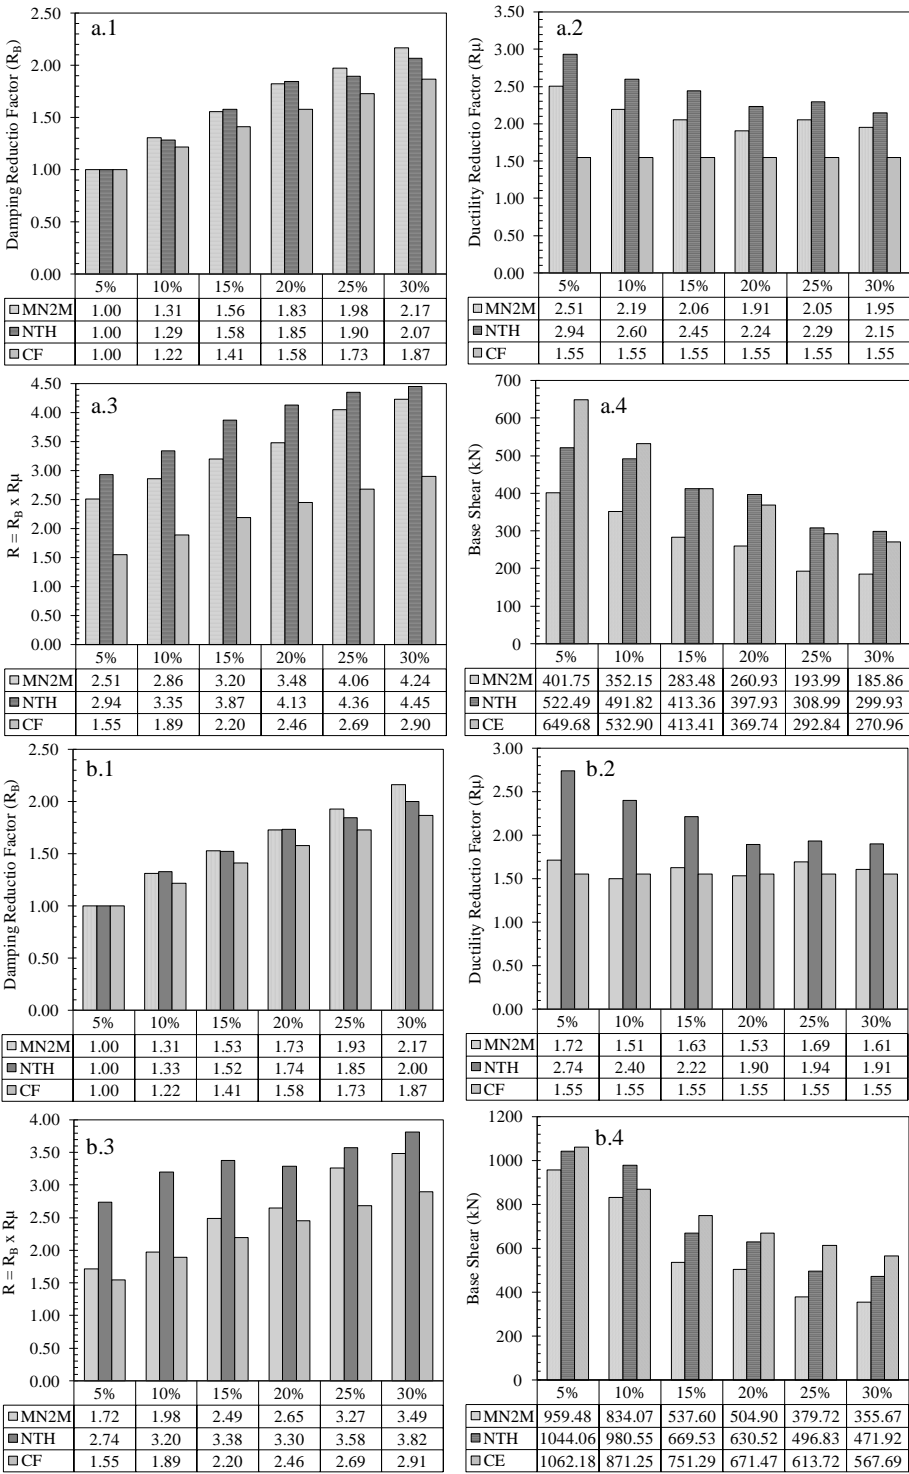 a.1
Damping Reductio Factor (R_B)
2.50
2.00
1.50
1.00
0.50
0.00
5% 10% 15% 20% 25% 30%
MN2M 1.00 1.31 1.56 1.83 1.98 2.17
NTH 1.00 1.29 1.58 1.85 1.90 2.07
CF 1.00 1.22 1.41 1.58 1.73 1.87
a.2
Ductility Reductio Factor (Rμ)
3.50
3.00
2.50
2.00
1.50
1.00
0.50
0.00
5% 10% 15% 20% 25% 30%
MN2M 2.51 2.19 2.06 1.91 2.05 1.95
NTH 2.94 2.60 2.45 2.24 2.29 2.15
CF 1.55 1.55 1.55 1.55 1.55 1.55
a.3
R = R_B x Rμ
4.50
4.00
3.50
3.00
2.50
2.00
1.50
1.00
0.50
0.00
5% 10% 15% 20% 25% 30%
MN2M 2.51 2.86 3.20 3.48 4.06 4.24
NTH 2.94 3.35 3.87 4.13 4.36 4.45
CF 1.55 1.89 2.20 2.46 2.69 2.90
a.4
Base Shear (kN)
700
600
500
400
300
200
100
0
5% 10% 15% 20% 25% 30%
MN2M 401.75 352.15 283.48 260.93 193.99 185.86
NTH 522.49 491.82 413.36 397.93 308.99 299.93
CE 649.68 532.90 413.41 369.74 292.84 270.96
b.1
Damping Reductio Factor (R_B)
2.50
2.00
1.50
1.00
0.50
0.00
5% 10% 15% 20% 25% 30%
MN2M 1.00 1.31 1.53 1.73 1.93 2.17
NTH 1.00 1.33 1.52 1.74 1.85 2.00
CF 1.00 1.22 1.41 1.58 1.73 1.87
b.2
Ductility Reductio Factor (Rμ)
3.00
2.50
2.00
1.50
1.00
0.50
0.00
5% 10% 15% 20% 25% 30%
MN2M 1.72 1.51 1.63 1.53 1.69 1.61
NTH 2.74 2.40 2.22 1.90 1.94 1.91
CF 1.55 1.55 1.55 1.55 1.55 1.55
b.3
R = R_B x Rμ
4.00
3.50
3.00
2.50
2.00
1.50
1.00
0.50
0.00
5% 10% 15% 20% 25% 30%
MN2M 1.72 1.98 2.49 2.65 3.27 3.49
NTH 2.74 3.20 3.38 3.30 3.58 3.82
CF 1.55 1.89 2.20 2.46 2.69 2.91
b.4
Base Shear (kN)
1200
1000
800
600
400
200
0
5% 10% 15% 20% 25% 30%
MN2M 959.48 834.07 537.60 504.90 379.72 355.67
NTH 1044.06 980.55 669.53 630.52 496.83 471.92
CE 1062.18 871.25 751.29 671.47 613.72 567.69